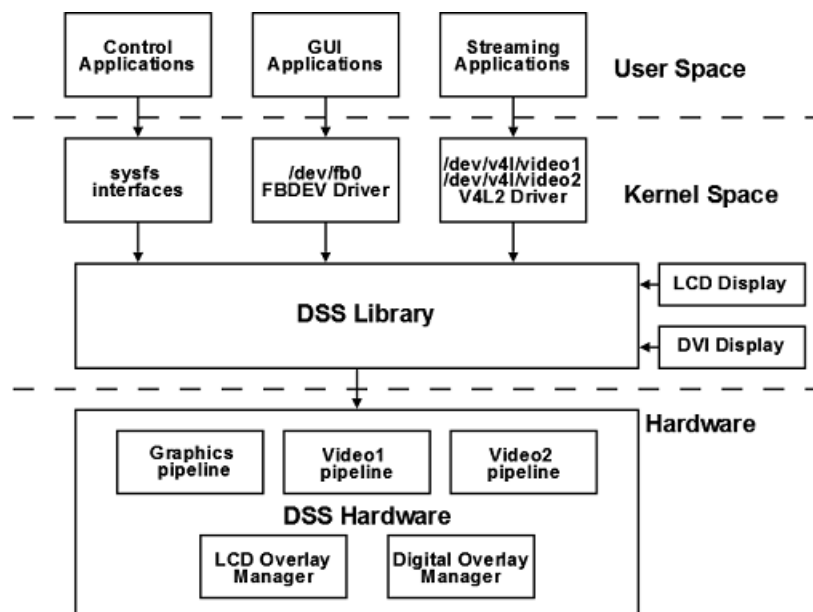 Control
Applications
GUI
Applications
Streaming
Applications
User Space
sysfs
interfaces
/dev/fb0
FBDEV Driver
/dev/v4l/video1
/dev/v4l/video2
V4L2 Driver
Kernel Space
DSS Library
LCD Display
DVI Display
Hardware
Graphics
pipeline
Video1
pipeline
Video2
pipeline
DSS Hardware
LCD Overlay
Manager
Digital Overlay
Manager